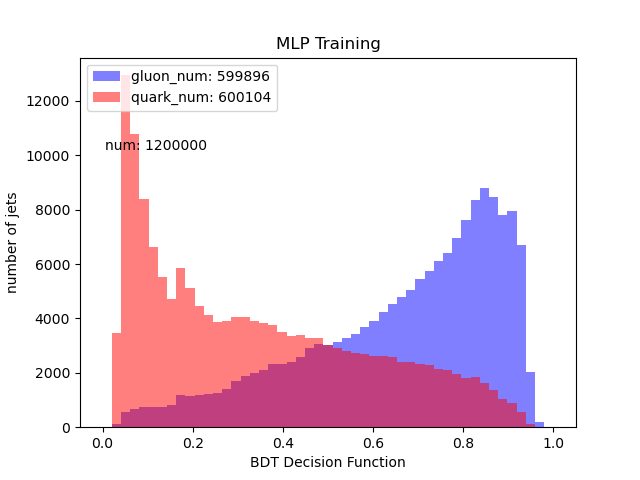 MLP Training
gluon_num: 599896
quark_num: 600104
num: 1200000
number of jets
12000
10000
8000
6000
4000
2000
0
0.0 0.2 0.4 0.6 0.8 1.0
BDT Decision Function